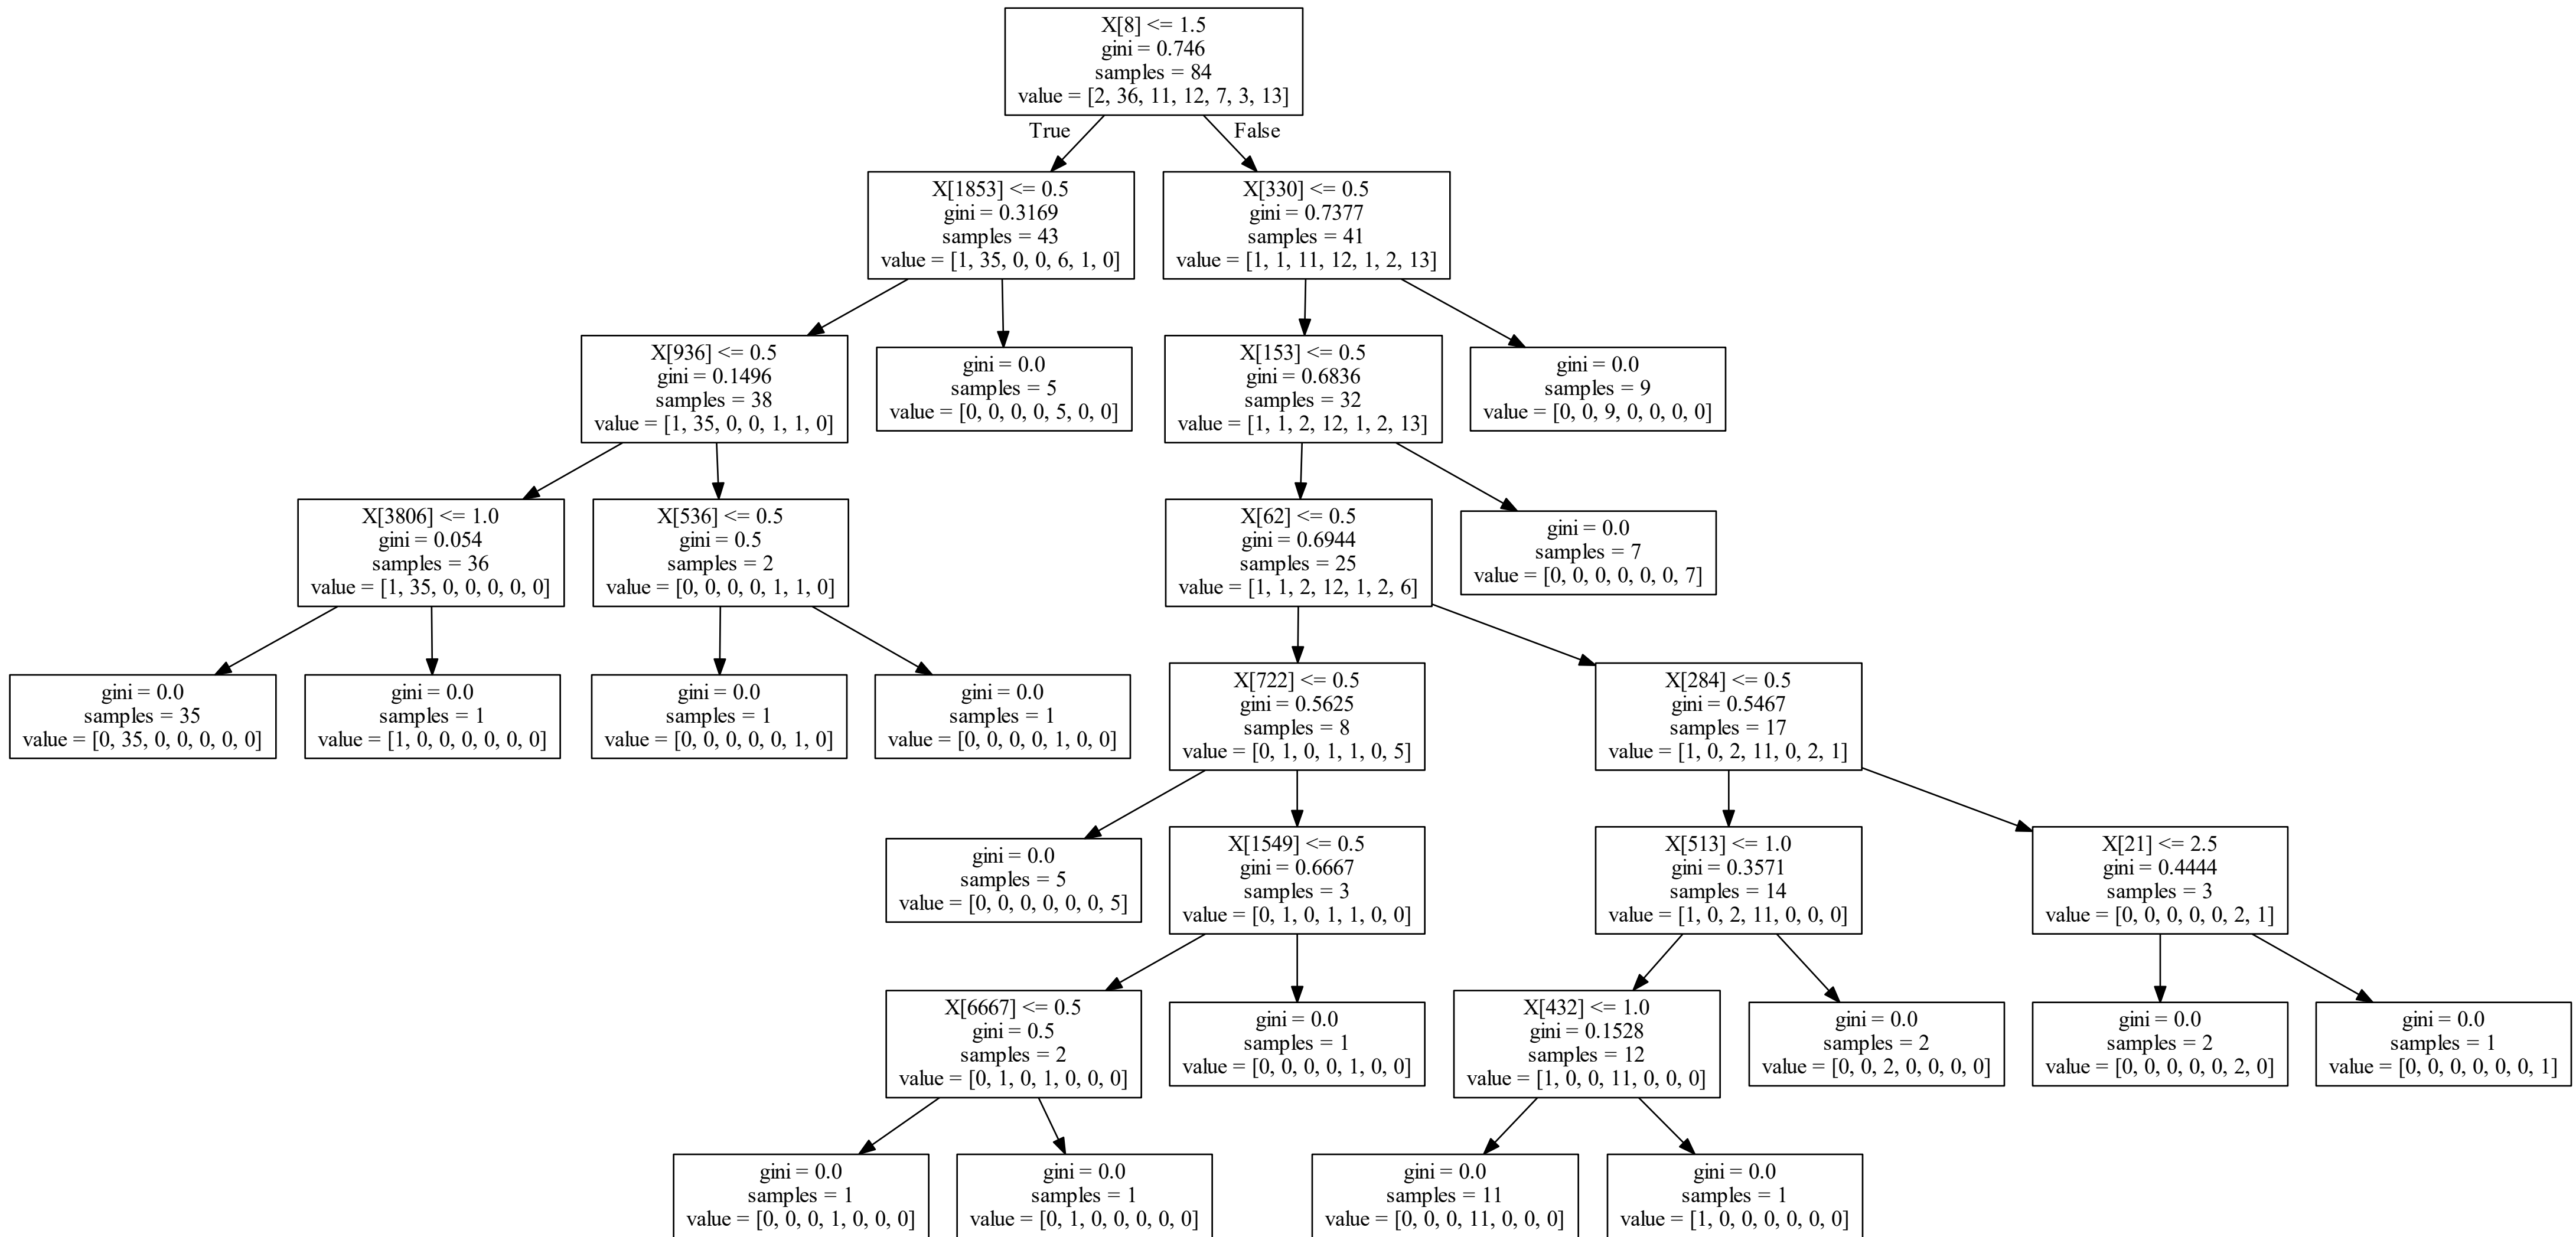 X[8] <= 1.5
gini = 0.746
samples = 84
value = [2, 36, 11, 12, 7, 3, 13]
True
False
X[1853] <= 0.5
gini = 0.3169
samples = 43
value = [1, 35, 0, 0, 6, 1, 0]
X[330] <= 0.5
gini = 0.7377
samples = 41
value = [1, 1, 11, 12, 1, 2, 13]
X[936] <= 0.5
gini = 0.1496
samples = 38
value = [1, 35, 0, 0, 1, 1, 0]
gini = 0.0
samples = 5
value = [0, 0, 0, 0, 5, 0, 0]
X[153] <= 0.5
gini = 0.6836
samples = 32
value = [1, 1, 2, 12, 1, 2, 13]
gini = 0.0
samples = 9
value = [0, 0, 9, 0, 0, 0, 0]
X[3806] <= 1.0
gini = 0.054
samples = 36
value = [1, 35, 0, 0, 0, 0, 0]
X[536] <= 0.5
gini = 0.5
samples = 2
value = [0, 0, 0, 0, 1, 1, 0]
X[62] <= 0.5
gini = 0.6944
samples = 25
value = [1, 1, 2, 12, 1, 2, 6]
gini = 0.0
samples = 7
value = [0, 0, 0, 0, 0, 0, 7]
gini = 0.0
samples = 35
value = [0, 35, 0, 0, 0, 0, 0]
gini = 0.0
samples = 1
value = [1, 0, 0, 0, 0, 0, 0]
gini = 0.0
samples = 1
value = [0, 0, 0, 0, 0, 1, 0]
gini = 0.0
samples = 1
value = [0, 0, 0, 0, 1, 0, 0]
X[722] <= 0.5
gini = 0.5625
samples = 8
value = [0, 1, 0, 1, 1, 0, 5]
X[284] <= 0.5
gini = 0.5467
samples = 17
value = [1, 0, 2, 11, 0, 2, 1]
gini = 0.0
samples = 5
value = [0, 0, 0, 0, 0, 0, 5]
X[1549] <= 0.5
gini = 0.6667
samples = 3
value = [0, 1, 0, 1, 1, 0, 0]
X[513] <= 1.0
gini = 0.3571
samples = 14
value = [1, 0, 2, 11, 0, 0, 0]
X[21] <= 2.5
gini = 0.4444
samples = 3
value = [0, 0, 0, 0, 0, 2, 1]
X[6667] <= 0.5
gini = 0.5
samples = 2
value = [0, 1, 0, 1, 0, 0, 0]
gini = 0.0
samples = 1
value = [0, 0, 0, 0, 1, 0, 0]
X[432] <= 1.0
gini = 0.1528
samples = 12
value = [1, 0, 0, 11, 0, 0, 0]
gini = 0.0
samples = 2
value = [0, 0, 2, 0, 0, 0, 0]
gini = 0.0
samples = 2
value = [0, 0, 0, 0, 0, 2, 0]
gini = 0.0
samples = 1
value = [0, 0, 0, 0, 0, 0, 1]
gini = 0.0
samples = 1
value = [0, 0, 0, 1, 0, 0, 0]
gini = 0.0
samples = 1
value = [0, 1, 0, 0, 0, 0, 0]
gini = 0.0
samples = 11
value = [0, 0, 0, 11, 0, 0, 0]
gini = 0.0
samples = 1
value = [1, 0, 0, 0, 0, 0, 0]